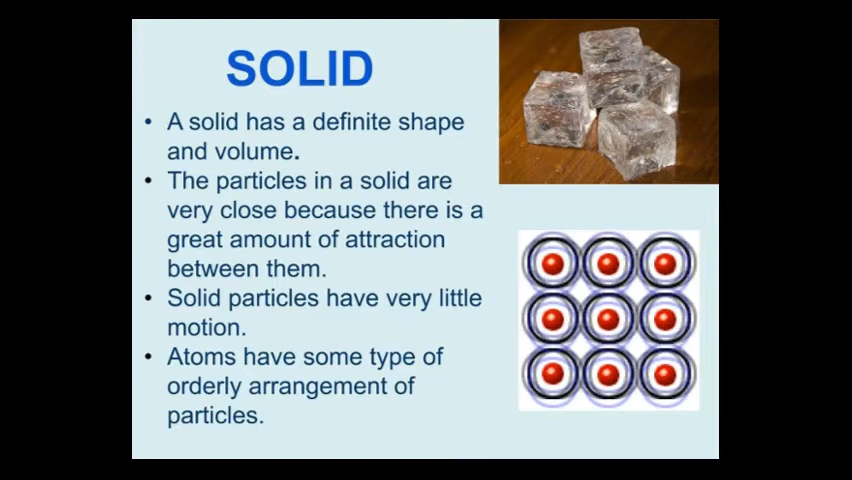 SOLID
• A solid has a definite shape
and volume.
• The particles in a solid are
very close because there is a
great amount of attraction
between them.
• Solid particles have very little
motion.
• Atoms have some type of
orderly arrangement of
particles.